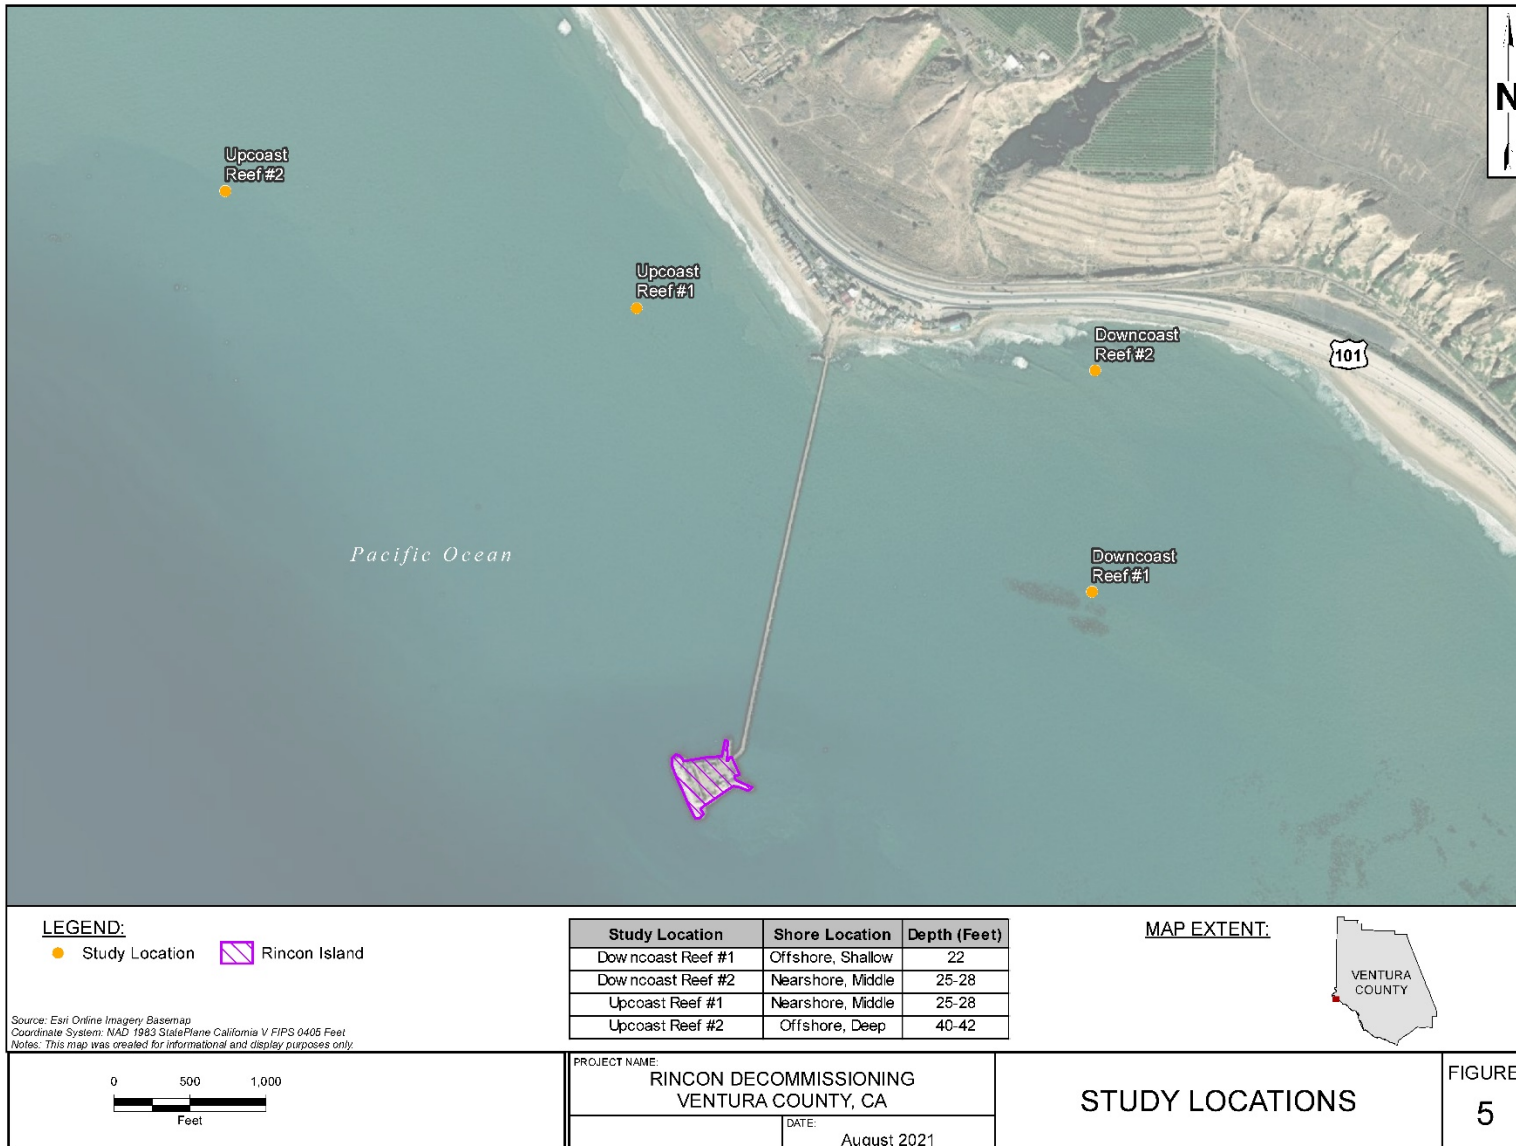 N
Upcoast
Reef #2
Upcoast
Reef #1
Downcoast
Reef #2
101
Downcoast
Reef #1
Pacific Ocean
LEGEND:
Study Location
Rincon Island
Source: Esri Online Imagery Basemap
Coordinate System: NAD 1983 StatePlane California V FIPS 0405 Feet
Notes: This map was created for informational and display purposes only.
Study Location Shore Location Depth (Feet)
Downcoast Reef #1 Offshore, Shallow 22
Downcoast Reef #2 Nearshore, Middle 25-28
Upcoast Reef #1 Nearshore, Middle 25-28
Upcoast Reef #2 Offshore, Deep 40-42
MAP EXTENT:
VENTURA
COUNTY
0 500 1,000
Feet
PROJECT NAME:
RINCON DECOMMISSIONING
VENTURA COUNTY, CA
DATE:
August 2021
STUDY LOCATIONS
FIGURE
5